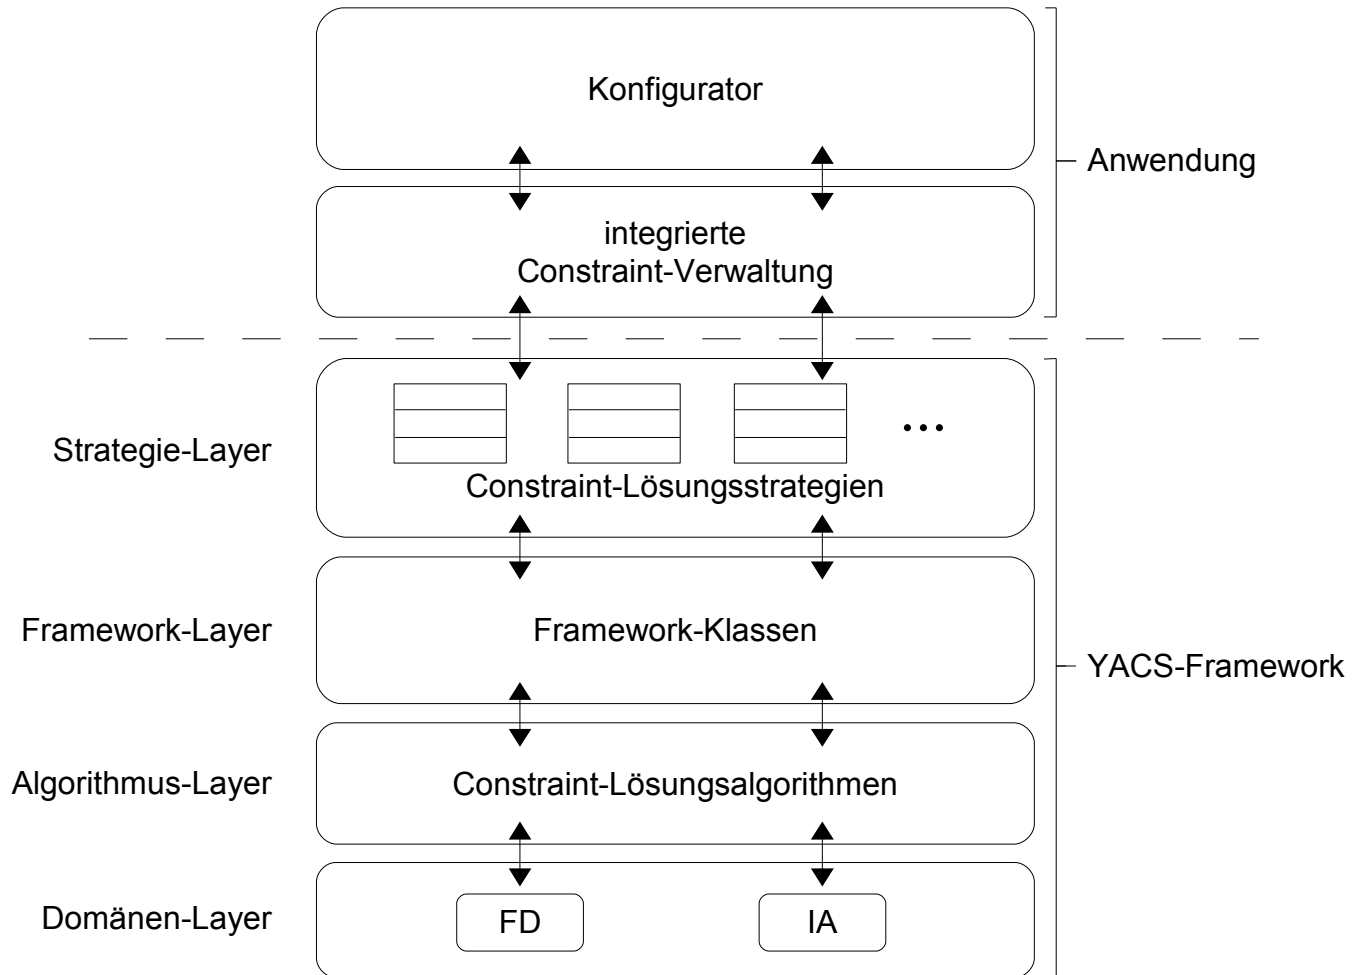 Konfigurator
Anwendung
integrierte
Constraint-Verwaltung
Strategie-Layer
Constraint-Lösungsstrategien
Framework-Layer
Framework-Klassen
YACS-Framework
Algorithmus-Layer
Constraint-Lösungsalgorithmen
Domänen-Layer
FD
IA